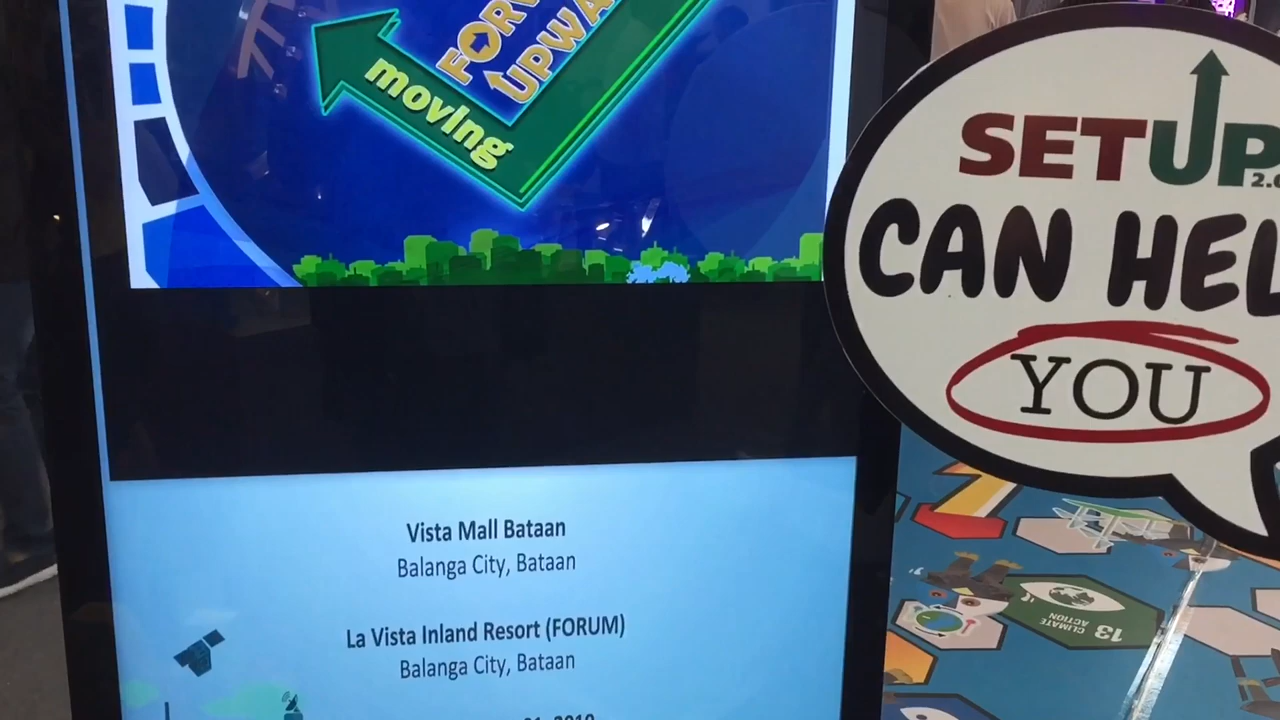 UPWA
moving
SETUP
2.
CAN HEL
YOU
Vista Mall Bataan
Balanga City, Bataan
La Vista Inland Resort (FORUM)
Balanga City, Bataan
13 CLIMATE
ACTION